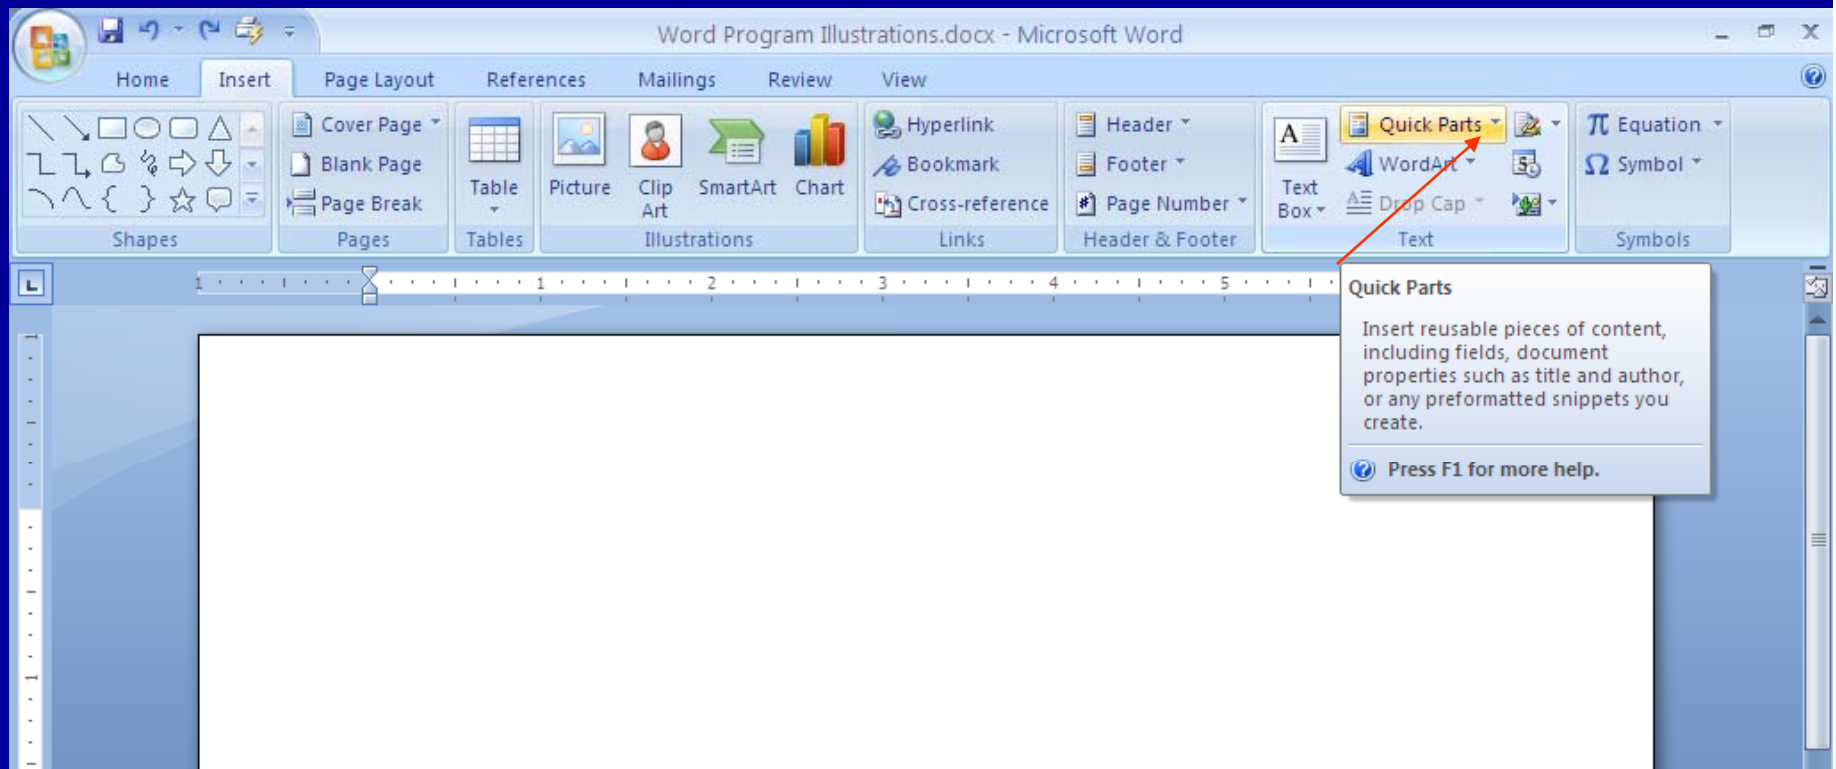 Word Program Illustrations.docx - Microsoft Word
Home Insert Page Layout References Mailings Review View
Cover Page
Blank Page
Page Break
Table
Picture
Clip
Art
SmartArt
Chart
Hyperlink
Bookmark
Cross-reference
Header
Footer
Page Number
A
Text
Box
Quick Parts
WordArt
Drop Cap
π Equation
Ω Symbol
Shapes Pages Tables Illustrations Links Header & Footer Text Symbols
1 1 2 3 4 5
Quick Parts
Insert reusable pieces of content,
including fields, document
properties such as title and author,
or any preformatted snippets you
create.
Press F1 for more help.
1
1